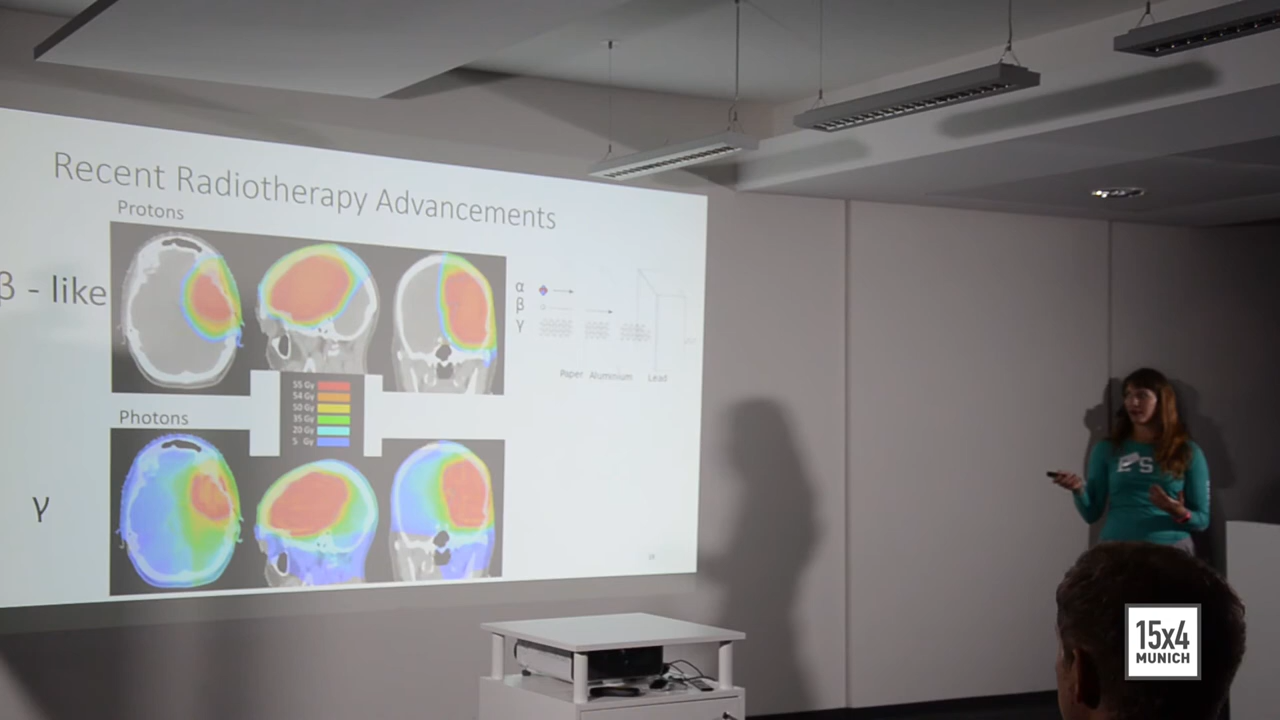 Recent Radiotherapy Advancements
Protons
β - like
α
β
γ
Paper Aluminium Lead
55 Gy
54 Gy
50 Gy
35 Gy
20 Gy
5 Gy
Photons
γ
15x4
MUNICH